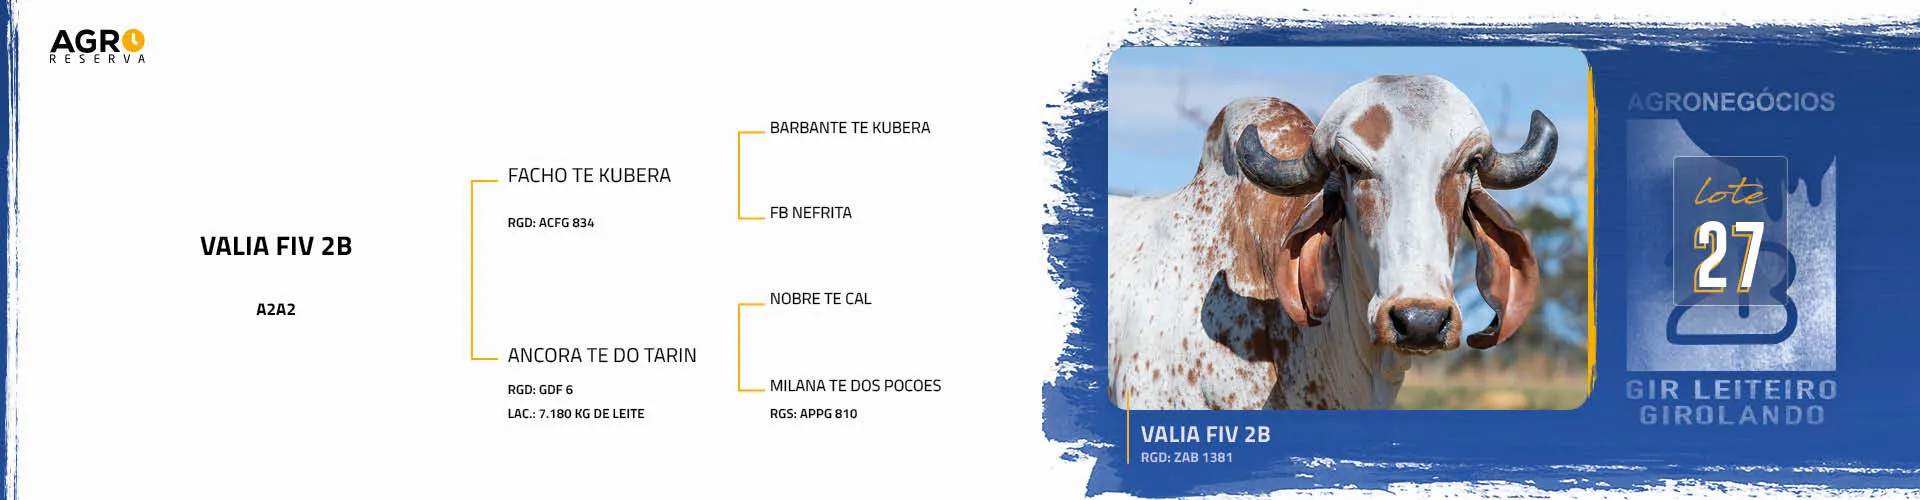 AGRO
RESERVA
VALIA FIV 2B
A2A2
FACHO TE KUBERA
RGD: ACFG 834
ANCORA TE DO TARIN
RGD: GDF 6
LAC.: 7.180 KG DE LEITE
BARBANTE TE KUBERA
FB NEFRITA
NOBRE TE CAL
MILANA TE DOS POCOES
RGS: APPG 810
VALIA FIV 2B
RGD: ZAB 1381
AGRONEGÓCIOS
lote
27
2B
GIR LEITEIRO
GIROLANDO